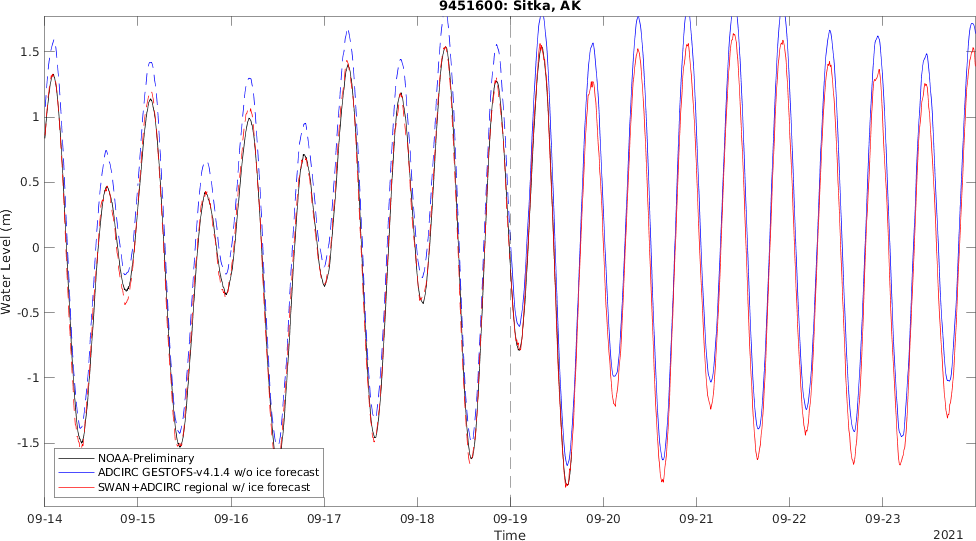 9451600: Sitka, AK
Water Level (m)
1.5
1
0.5
0
-0.5
-1
-1.5
NOAA-Preliminary
ADCIRC GESTOFS-v4.1.4 w/o ice forecast
SWAN+ADCIRC regional w/ ice forecast
09-14 09-15 09-16 09-17 09-18 09-19 09-20 09-21 09-22 09-23
Time
2021